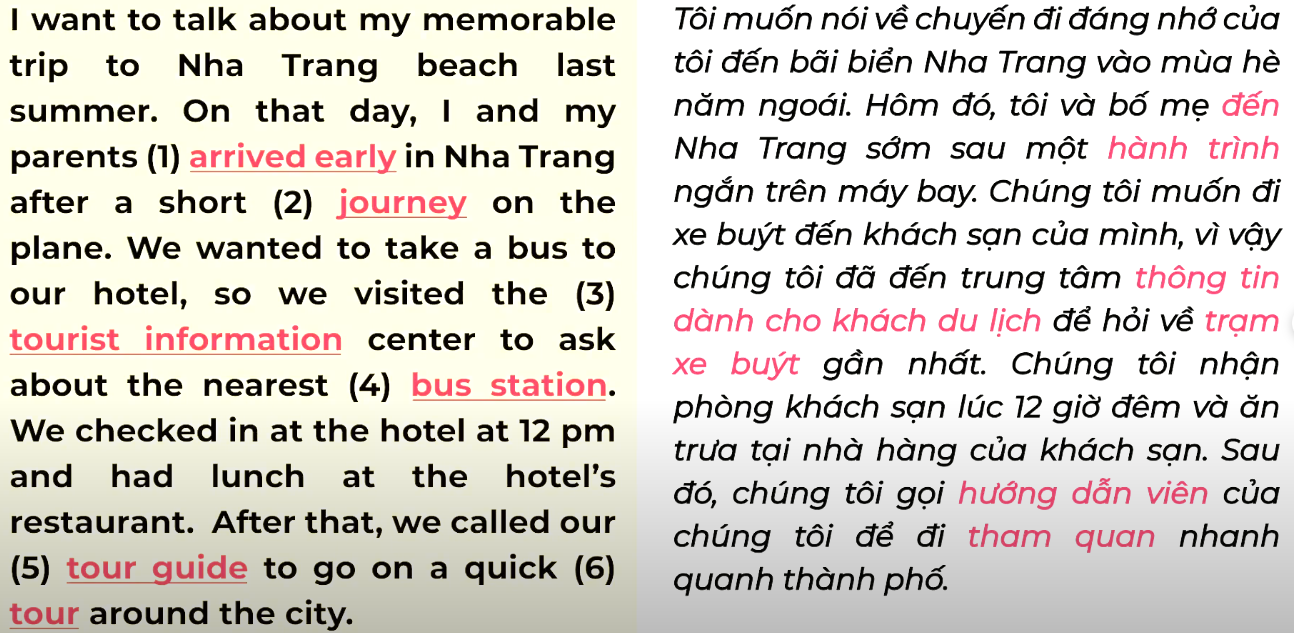 I want to talk about my memorable
trip to Nha Trang beach last
summer. On that day, I and my
parents (1) arrived early in Nha Trang
after a short (2) journey on the
plane. We wanted to take a bus to
our hotel, so we visited the (3)
tourist information center to ask
about the nearest (4) bus station.
We checked in at the hotel at 12 pm
and had lunch at the hotel’s
restaurant. After that, we called our
(5) tour guide to go on a quick (6)
tour around the city.
Tôi muốn nói về chuyến đi đáng nhớ của
tôi đến bãi biển Nha Trang vào mùa hè
năm ngoái. Hôm đó, tôi và bố mẹ đến
Nha Trang sớm sau một hành trình
ngắn trên máy bay. Chúng tôi muốn đi
xe buýt đến khách sạn của mình, vì vậy
chúng tôi đã đến trung tâm thông tin
dành cho khách du lịch để hỏi về trạm
xe buýt gần nhất. Chúng tôi nhận
phòng khách sạn lúc 12 giờ đêm và ăn
trưa tại nhà hàng của khách sạn. Sau
đó, chúng tôi gọi hướng dẫn viên của
chúng tôi để đi tham quan nhanh
quanh thành phố.